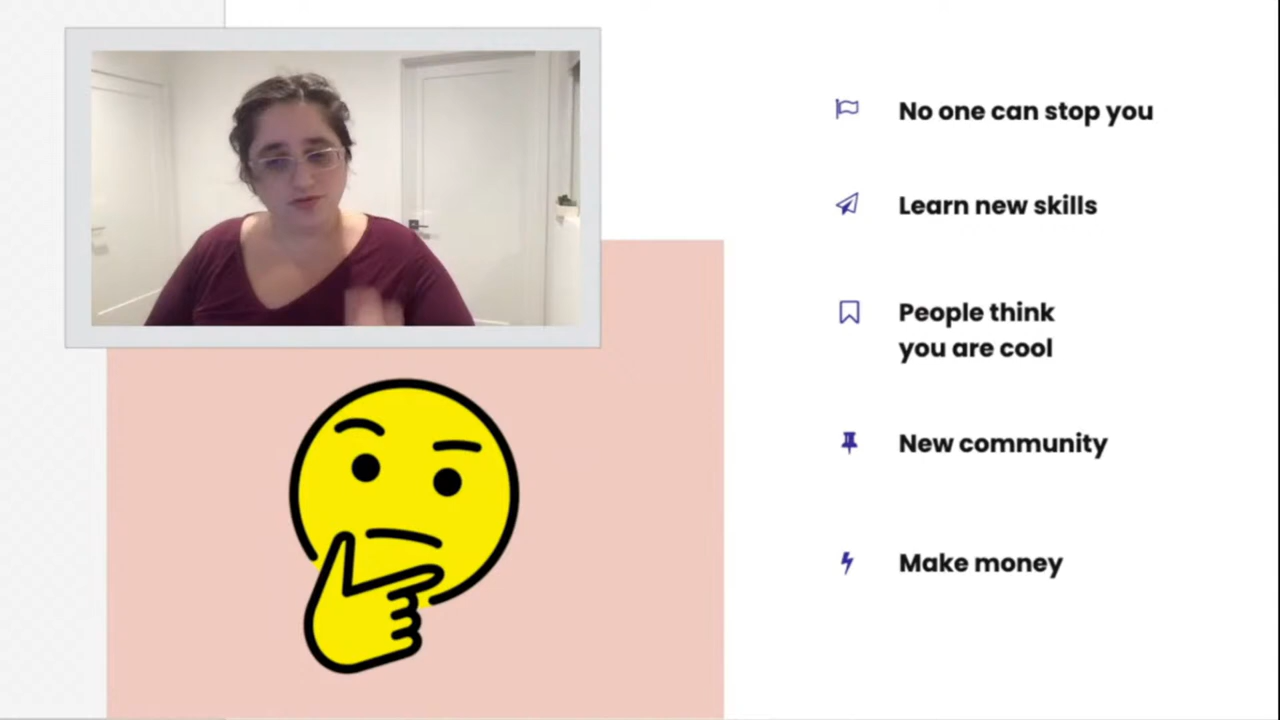 No one can stop you
Learn new skills
People think
you are cool
New community
Make money